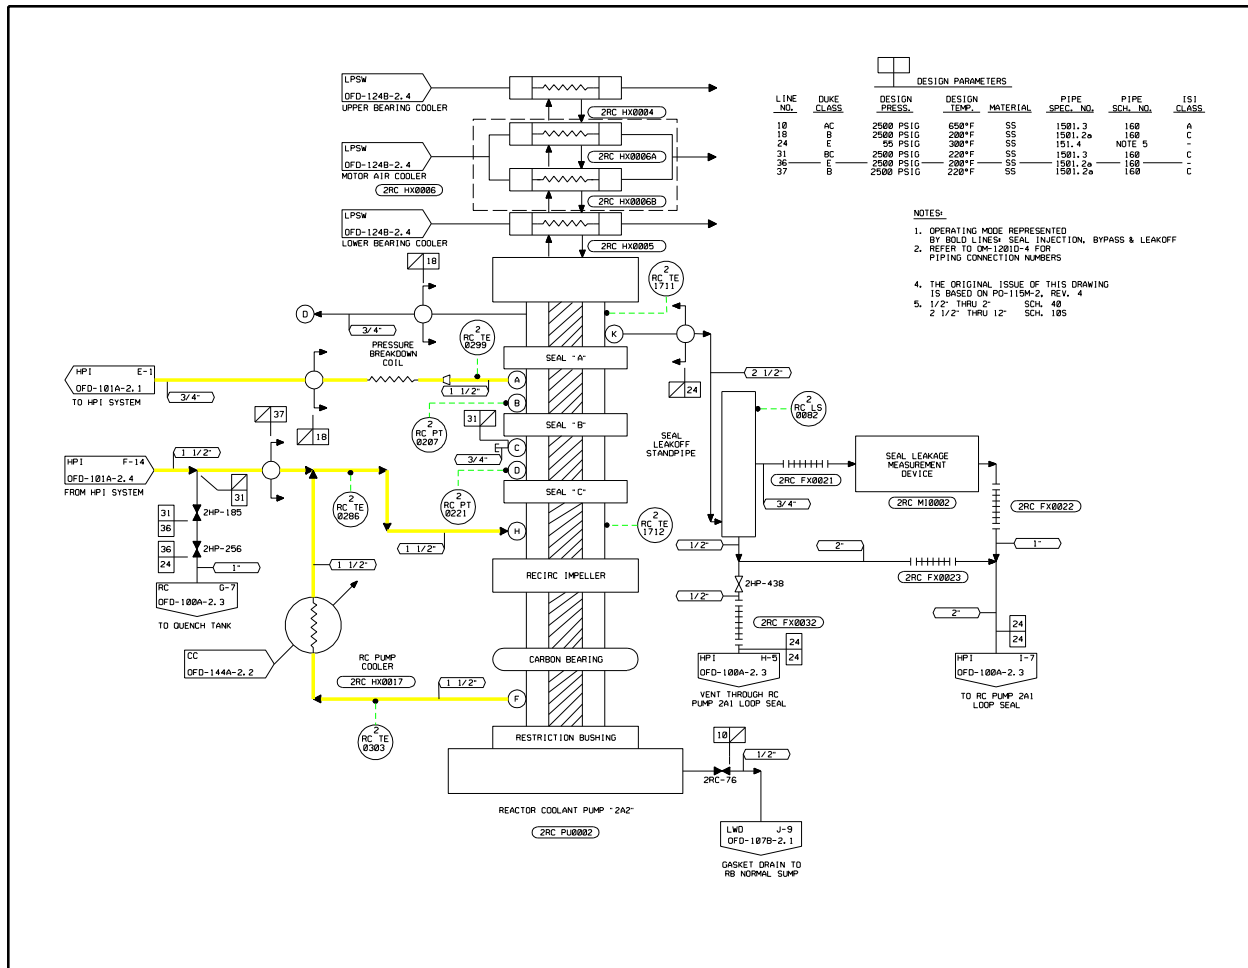 DESIGN PARAMETERS
LINE NO. DUKE CLASS DESIGN PRESS. DESIGN TEMP. MATERIAL PIPE SPEC. NO. PIPE SCH. NO. ISI CLASS
10 AC 2500 PSIG 650°F SS 1501.3 160 A
18 B 2500 PSIG 200°F SS 1501.2a 160 C
24 E 55 PSIG 300°F SS 151.4 NOTE 5 -
31 BC 2500 PSIG 220°F SS 1501.3 160 C
36 E 2500 PSIG 200°F SS 1501.2a 160 -
37 B 2500 PSIG 220°F SS 1501.2a 160 C
NOTES:
1. OPERATING MODE REPRESENTED
BY BOLD LINES: SEAL INJECTION, BYPASS & LEAKOFF
2. REFER TO OM-1201D-4 FOR
PIPING CONNECTION NUMBERS
4. THE ORIGINAL ISSUE OF THIS DRAWING
IS BASED ON PO-115M-2, REV. 4
5. 1/2" THRU 2" SCH. 40
2 1/2" THRU 12" SCH. 10S
LPSW
OFD-124B-2.4
UPPER BEARING COOLER
2RC HX0004
LPSW
OFD-124B-2.4
MOTOR AIR COOLER
2RC HX0006
2RC HX0006A
2RC HX0006B
LPSW
OFD-124B-2.4
LOWER BEARING COOLER
2RC HX0005
18
2
RC TE
1711
D
3/4"
K
PRESSURE
BREAKDOWN
COIL
2
RC TE
0299
SEAL "A"
HPI E-1
OFD-101A-2.1
TO HPI SYSTEM
3/4"
1 1/2"
A
24
2 1/2"
B
37
18
2
RC PT
0207
31
SEAL "B"
2
RC LS
0082
SEAL
LEAKOFF
STANDPIPE
C
3/4"
HPI F-14
OFD-101A-2.4
FROM HPI SYSTEM
1 1/2"
D
31
2
RC TE
0286
2
RC PT
0221
SEAL "C"
SEAL LEAKAGE
MEASUREMENT
DEVICE
2RC FX0021
3/4"
2RC MI0002
2RC FX0022
31
36
2HP-185
36
24
2HP-256
1"
RC G-7
OFD-100A-2.3
TO QUENCH TANK
H
1 1/2"
2
RC TE
1712
1/2"
2"
1"
1 1/2"
RECIRC IMPELLER
2HP-438
1/2"
2RC FX0023
2RC FX0032
2"
24
24
24
24
CC
OFD-144A-2.2
RC PUMP
COOLER
2RC HX0017
CARBON BEARING
1 1/2"
F
HPI H-5
OFD-100A-2.3
VENT THROUGH RC
PUMP 2A1 LOOP SEAL
HPI I-7
OFD-100A-2.3
TO RC PUMP 2A1
LOOP SEAL
2
RC TE
0303
RESTRICTION BUSHING
10
1/2"
2RC-76
REACTOR COOLANT PUMP "2A2"
2RC PU0002
LWD J-9
OFD-107B-2.1
GASKET DRAIN TO
RB NORMAL SUMP